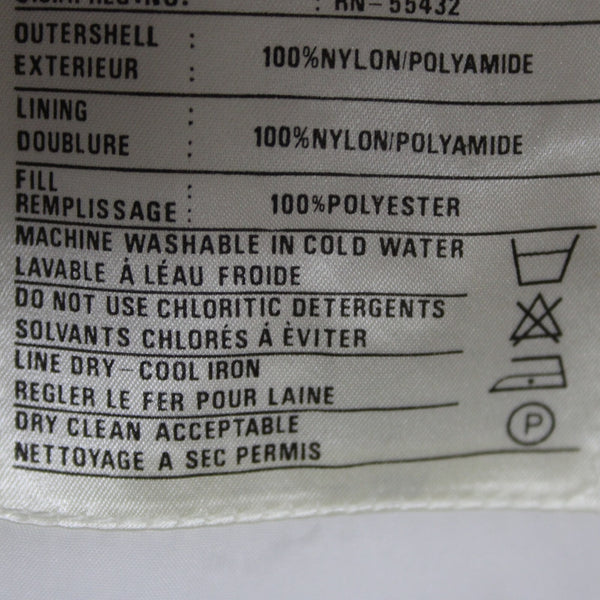 : RN-55432
OUTERSHELL :
EXTERIEUR : 100%NYLON/POLYAMIDE
LINING :
DOUBLURE : 100%NYLON/POLYAMIDE
FILL :
REMPLISSAGE : 100%POLYESTER
MACHINE WASHABLE IN COLD WATER
LAVABLE Á LÉAU FROIDE
DO NOT USE CHLORITIC DETERGENTS
SOLVANTS CHLORÉS Á ÈVITER
LINE DRY-COOL IRON
REGLER LE FER POUR LAINE
DRY CLEAN ACCEPTABLE
NETTOYAGE A SEC PERMIS
P